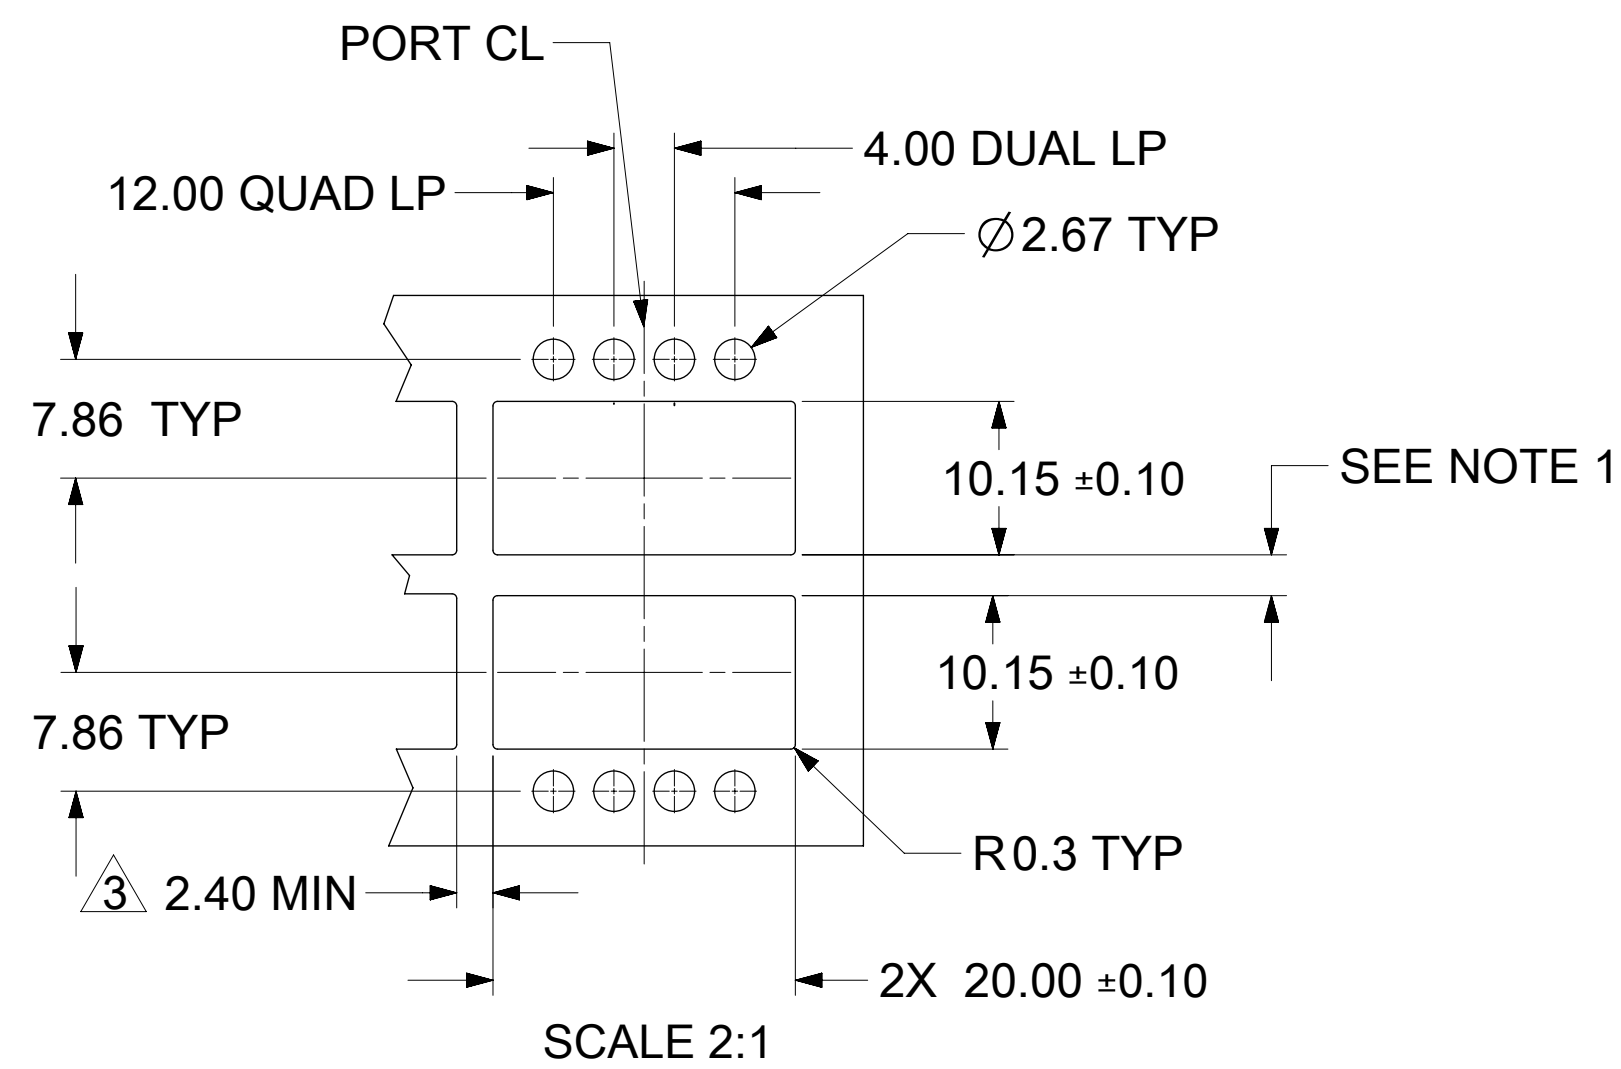 PORT CL
4.00 DUAL LP
12.00 QUAD LP
Ø2.67 TYP
7.86 TYP
10.15 ±0.10
SEE NOTE 1
10.15 ±0.10
7.86 TYP
R0.3 TYP
3 2.40 MIN
2X 20.00 ±0.10
SCALE 2:1